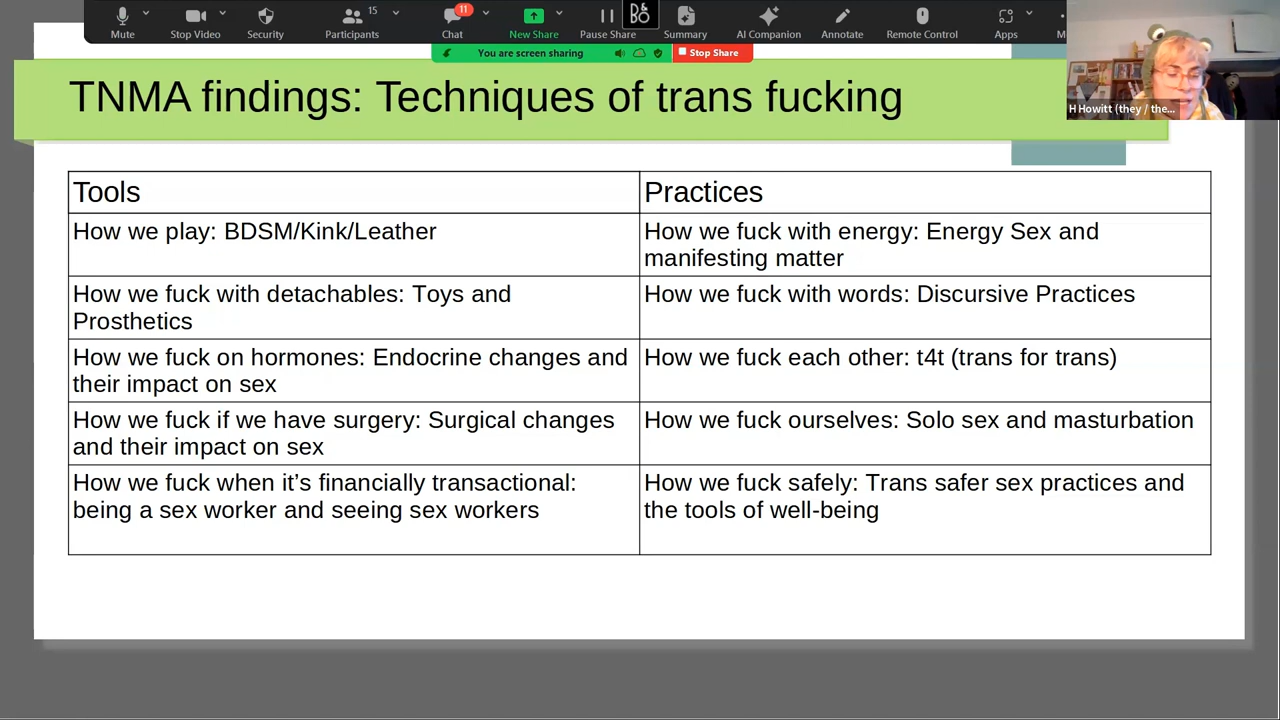 15
11
D&
BO
Mute
Stop Video
Security
Participants
Chat
New Share
Pause Share
Summary
AI Companion
Annotate
Remote Control
Apps
You are screen sharing
Stop Share
H Howitt (they / the...
TNMA findings: Techniques of trans fucking
Tools
Practices
How we play: BDSM/Kink/Leather
How we fuck with energy: Energy Sex and
manifesting matter
How we fuck with detachables: Toys and
Prosthetics
How we fuck with words: Discursive Practices
How we fuck on hormones: Endocrine changes and
their impact on sex
How we fuck each other: t4t (trans for trans)
How we fuck if we have surgery: Surgical changes
and their impact on sex
How we fuck ourselves: Solo sex and masturbation
How we fuck when it’s financially transactional:
being a sex worker and seeing sex workers
How we fuck safely: Trans safer sex practices and
the tools of well-being